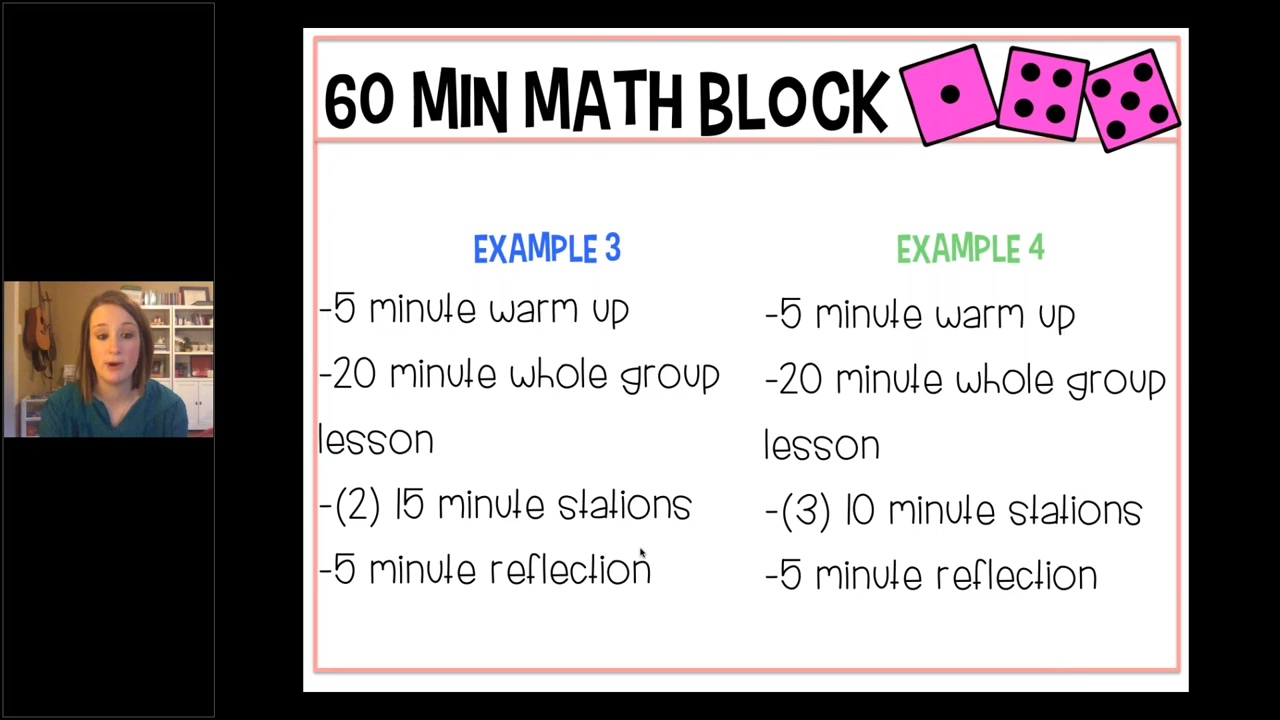 60 MIN MATH BLOCK
EXAMPLE 3
-5 minute warm up
-20 minute whole group
lesson
-(2) 15 minute stations
-5 minute reflection
EXAMPLE 4
-5 minute warm up
-20 minute whole group
lesson
-(3) 10 minute stations
-5 minute reflection